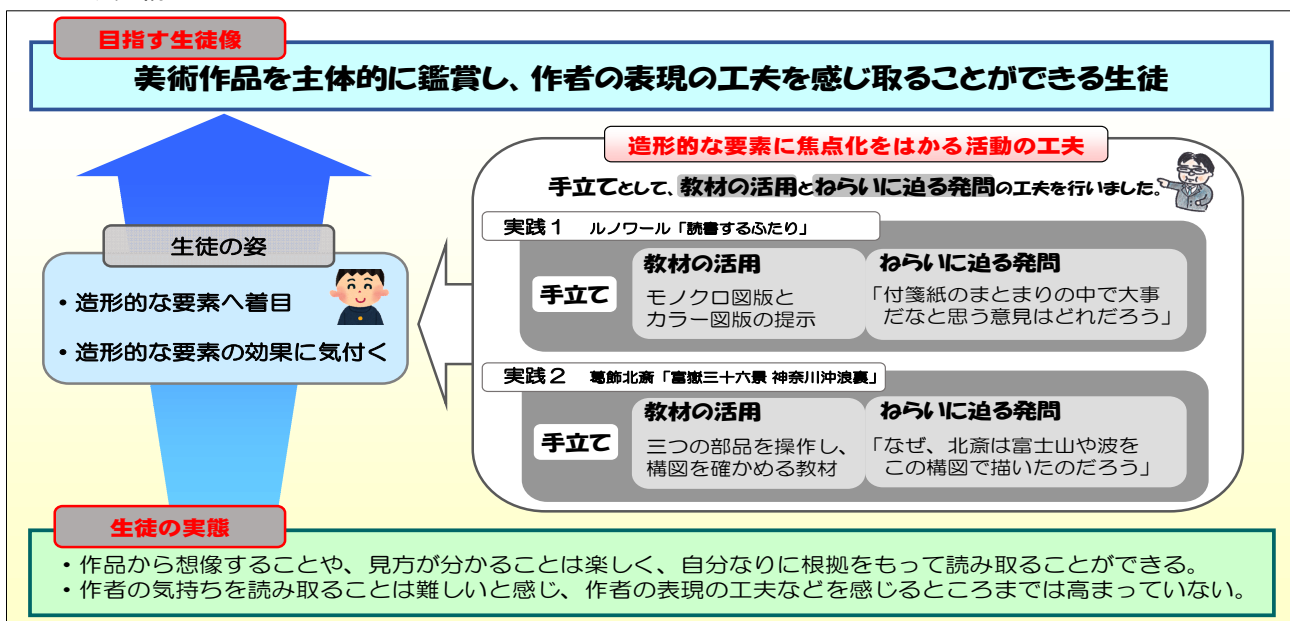 目指す生徒像
美術作品を主体的に鑑賞し、作者の表現の工夫を感じ取ることができる生徒
造形的な要素に焦点化をはかる活動の工夫
手立てとして、教材の活用とねらいに迫る発問の工夫を行いました。
実践1 ルノワール「読書するふたり」
手立て
教材の活用
モノクロ図版と
カラー図版の提示
ねらいに迫る発問
「付箋紙のまとまりの中で大事
だなと思う意見はどれだろう」
実践2 葛飾北斎「富嶽三十六景 神奈川沖浪裏」
手立て
教材の活用
三つの部品を操作し、
構図を確かめる教材
ねらいに迫る発問
「なぜ、北斎は富士山や波を
この構図で描いたのだろう」
生徒の姿
・造形的な要素へ着目
・造形的な要素の効果に気付く
生徒の実態
・作品から想像することや、見方が分かることは楽しく、自分なりに根拠をもって読み取ることができる。
・作者の気持ちを読み取ることは難しいと感じ、作者の表現の工夫などを感じるところまでは高まっていない。